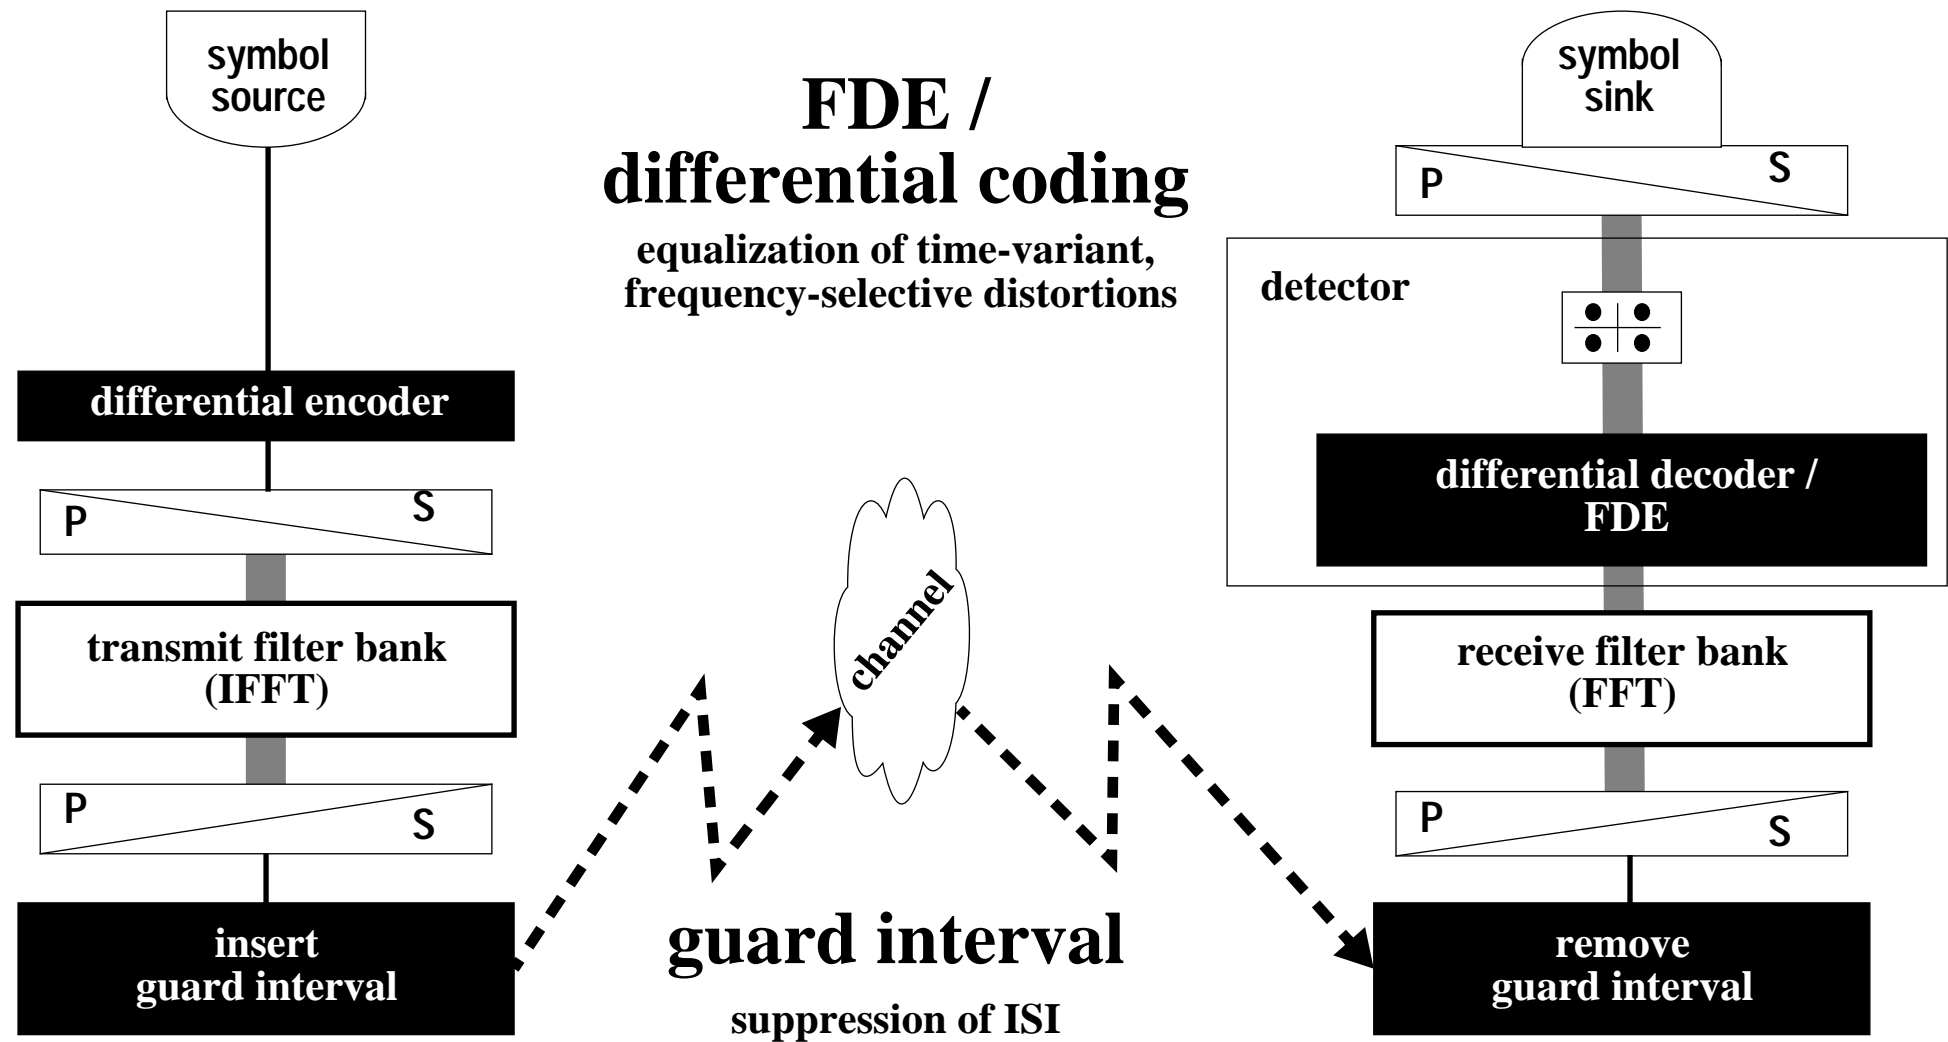 symbol
source
differential encoder
P
S
transmit filter bank
(IFFT)
P
S
insert
guard interval
FDE /
differential coding
equalization of time-variant,
frequency-selective distortions
channel
guard interval
suppression of ISI
symbol
sink
P
S
detector
differential decoder /
FDE
receive filter bank
(FFT)
P
S
remove
guard interval